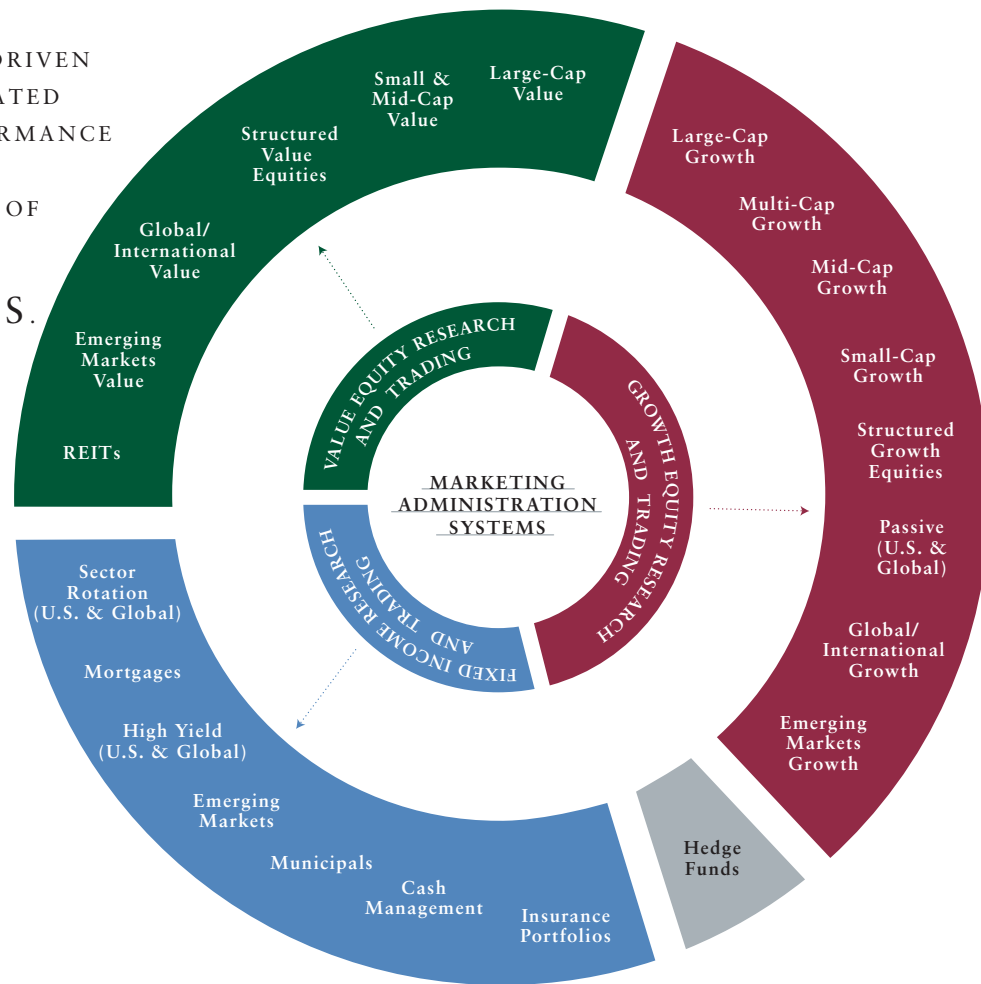 DRIVEN
ATED
RMANCE
OF
S.
Large-Cap
Value
Small &
Mid-Cap
Value
Structured
Value
Equities
Global/
International
Value
Emerging
Markets
Value
REITs
Large-Cap
Growth
Multi-Cap
Growth
Mid-Cap
Growth
Small-Cap
Growth
Structured
Growth
Equities
Passive
(U.S. &
Global)
Global/
International
Growth
Emerging
Markets
Growth
VALUE EQUITY RESEARCH
AND TRADING
GROWTH EQUITY RESEARCH
AND TRADING
FIXED INCOME RESEARCH
AND TRADING
MARKETING
ADMINISTRATION
SYSTEMS
Sector
Rotation
(U.S. & Global)
Mortgages
High Yield
(U.S. & Global)
Emerging
Markets
Municipals
Cash
Management
Insurance
Portfolios
Hedge
Funds